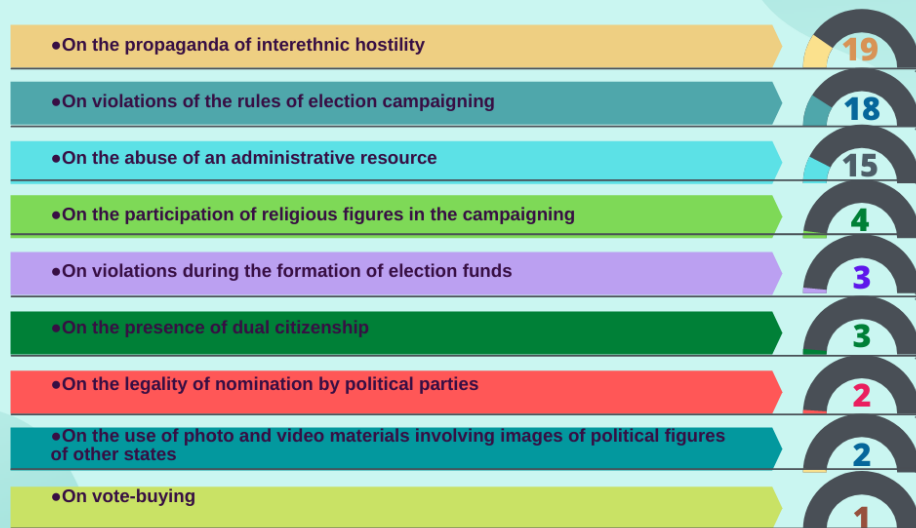 ●On the propaganda of interethnic hostility
19
●On violations of the rules of election campaigning
18
●On the abuse of an administrative resource
15
●On the participation of religious figures in the campaigning
4
●On violations during the formation of election funds
3
●On the presence of dual citizenship
3
●On the legality of nomination by political parties
2
●On the use of photo and video materials involving images of political figures
of other states
2
●On vote-buying
1